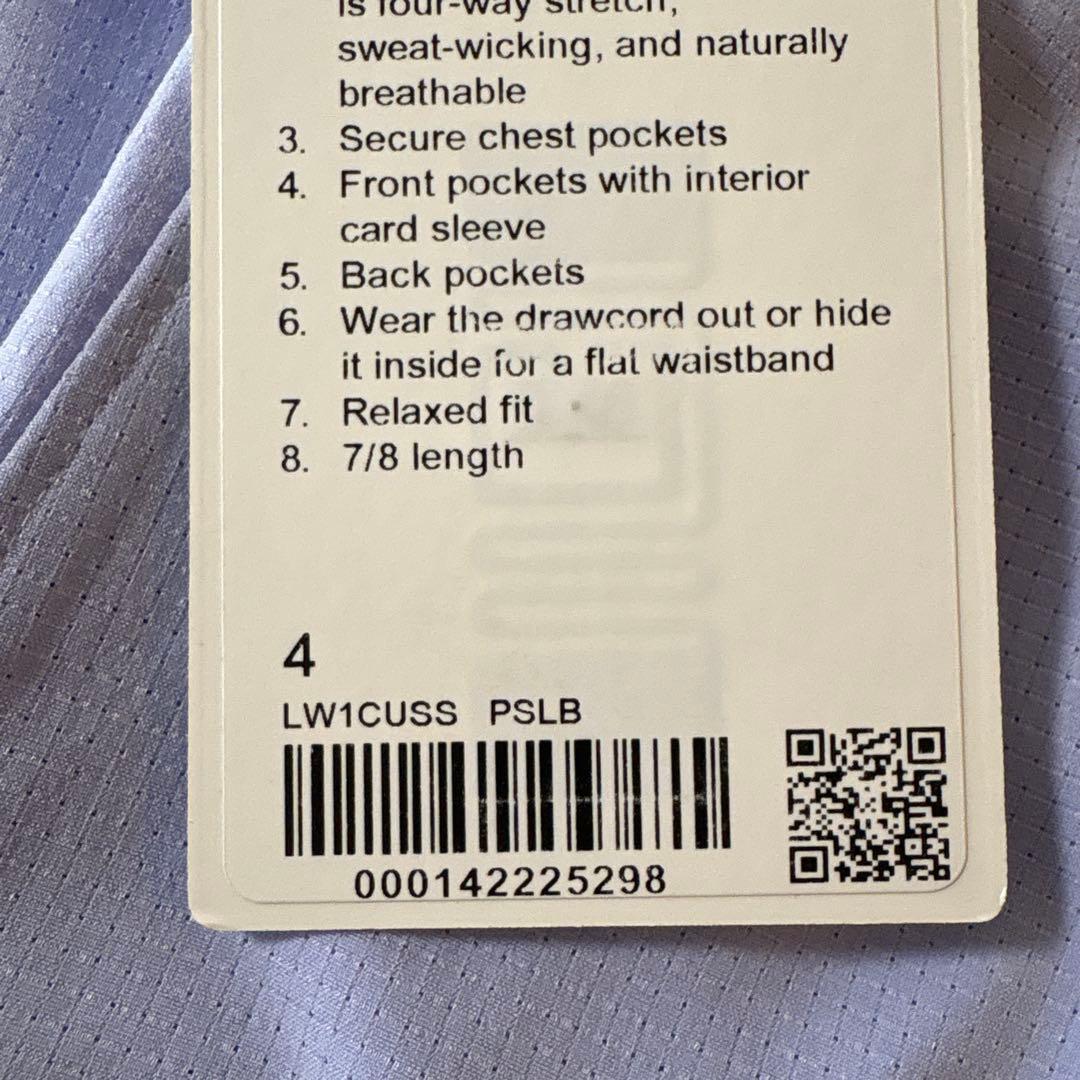 is four-way stretch,
sweat-wicking, and naturally
breathable
3. Secure chest pockets
4. Front pockets with interior
card sleeve
5. Back pockets
6. Wear the drawcord out or hide
it inside for a flat waistband
7. Relaxed fit
8. 7/8 length
4
LW1CUSS PSLB
000142225298